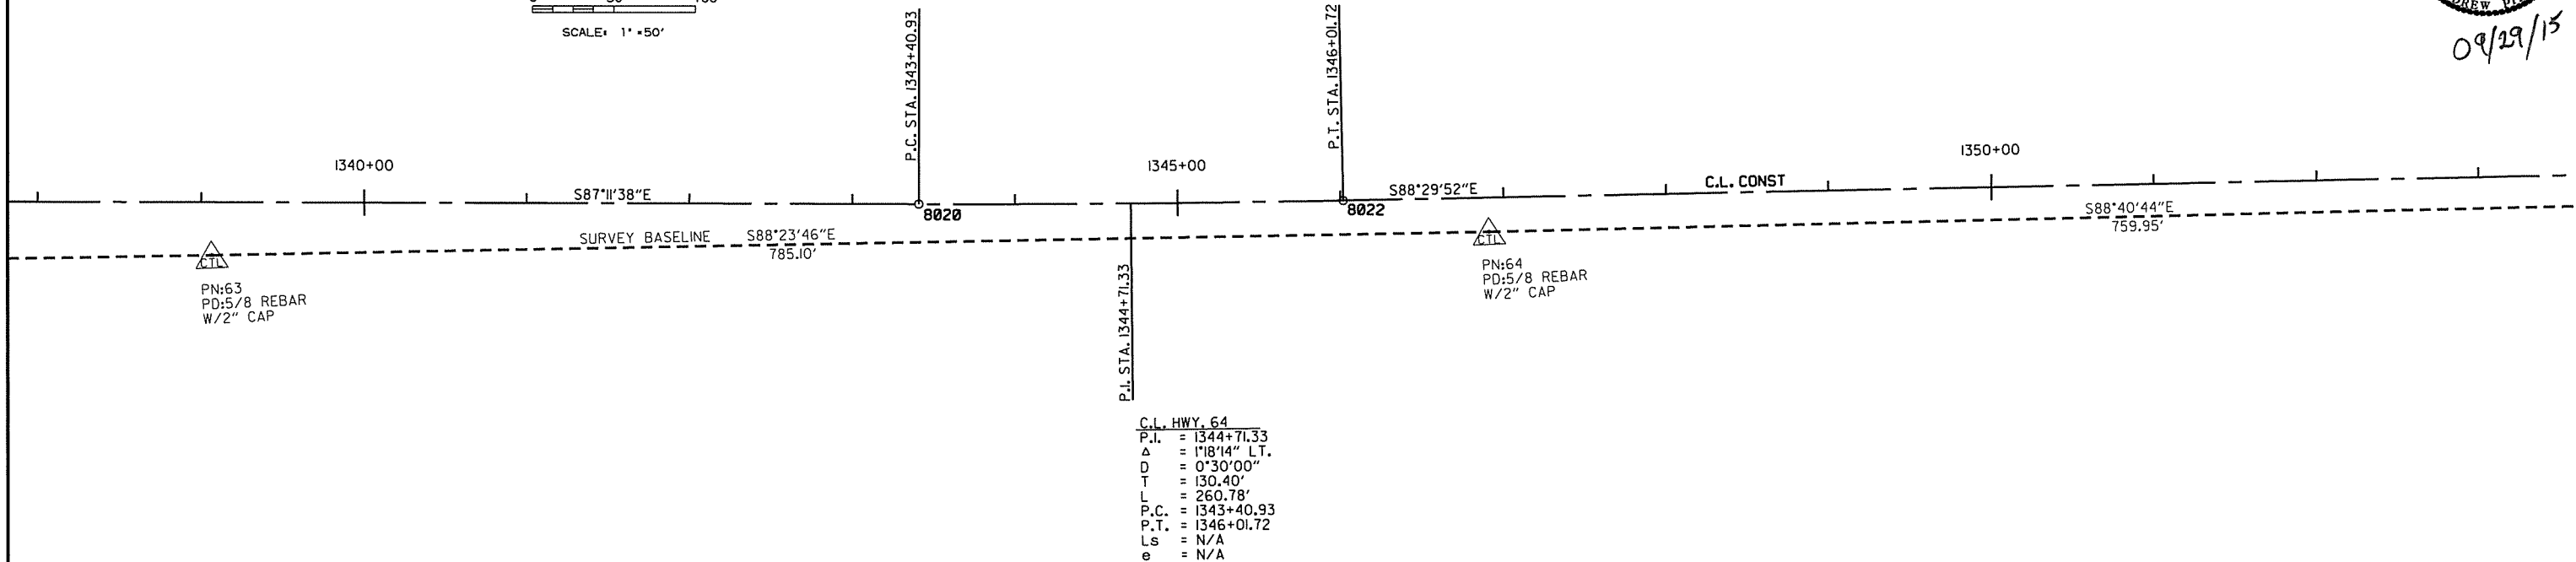 0 50 100
SCALE: 1" =50'
P.C. STA. 1343+40.93
P.T. STA. 1346+01.72
DREW
09/29/15
1340+00
1345+00
1350+00
S87°11'38"E
8020
8022
S88°29'52"E
C.L. CONST
SURVEY BASELINE
S88°23'46"E
785.10'
S88°40'44"E
759.95'
CTL
PN:63
PD:5/8 REBAR
W/2" CAP
CTL
PN:64
PD:5/8 REBAR
W/2" CAP
P.I. STA. 1344+71.33
C.L. HWY. 64
P.I. = 1344+71.33
Δ = 1°18'14" LT.
D = 0°30'00"
T = 130.40'
L = 260.78'
P.C. = 1343+40.93
P.T. = 1346+01.72
Ls = N/A
e = N/A